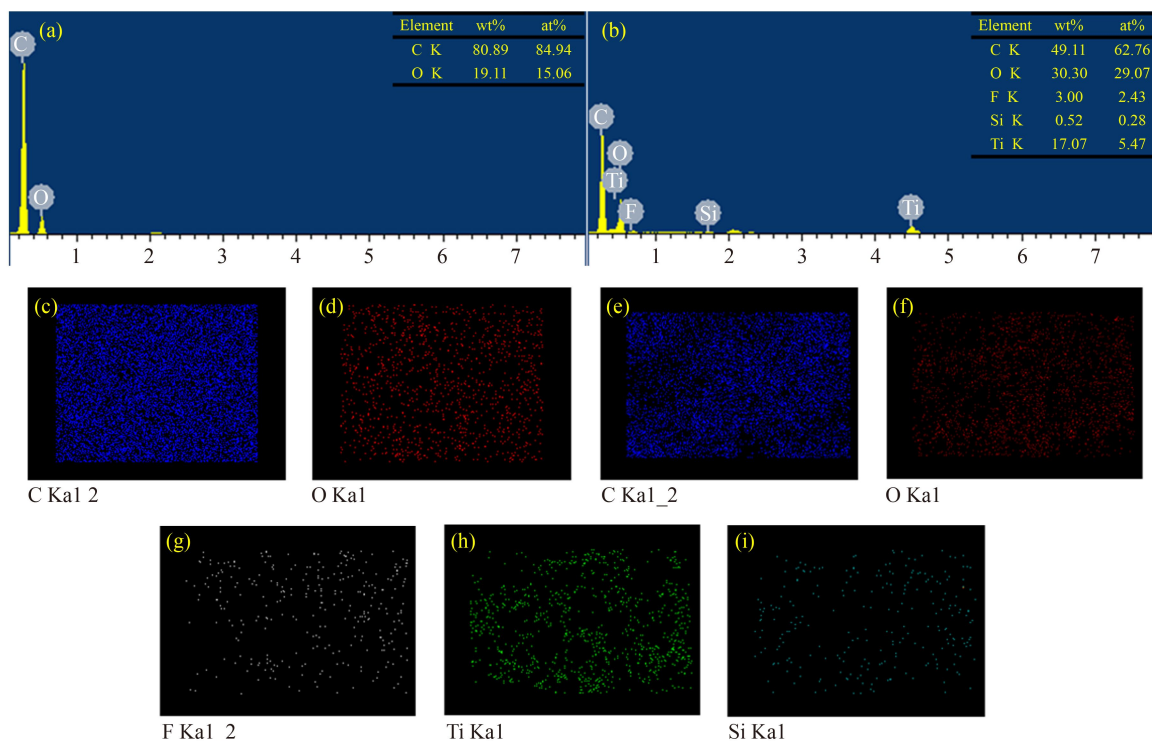 (a)
Element wt% at%
C K 80.89 84.94
O K 19.11 15.06
C
O
1 2 3 4 5 6 7
(b)
Element wt% at%
C K 49.11 62.76
O K 30.30 29.07
F K 3.00 2.43
Si K 0.52 0.28
Ti K 17.07 5.47
C
O
Ti
F
Si
Ti
1 2 3 4 5 6 7
(c)
C Ka1 2
(d)
O Ka1
(e)
C Ka1_2
(f)
O Ka1
(g)
F Ka1 2
(h)
Ti Ka1
(i)
Si Ka1